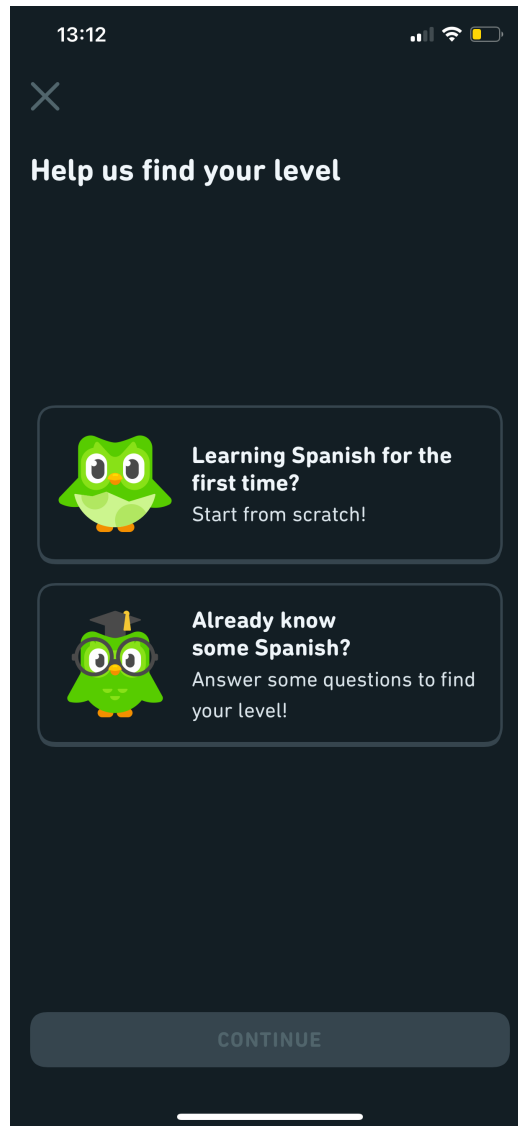 13:12
Help us find your level
Learning Spanish for the
first time?
Start from scratch!
Already know
some Spanish?
Answer some questions to find
your level!
CONTINUE